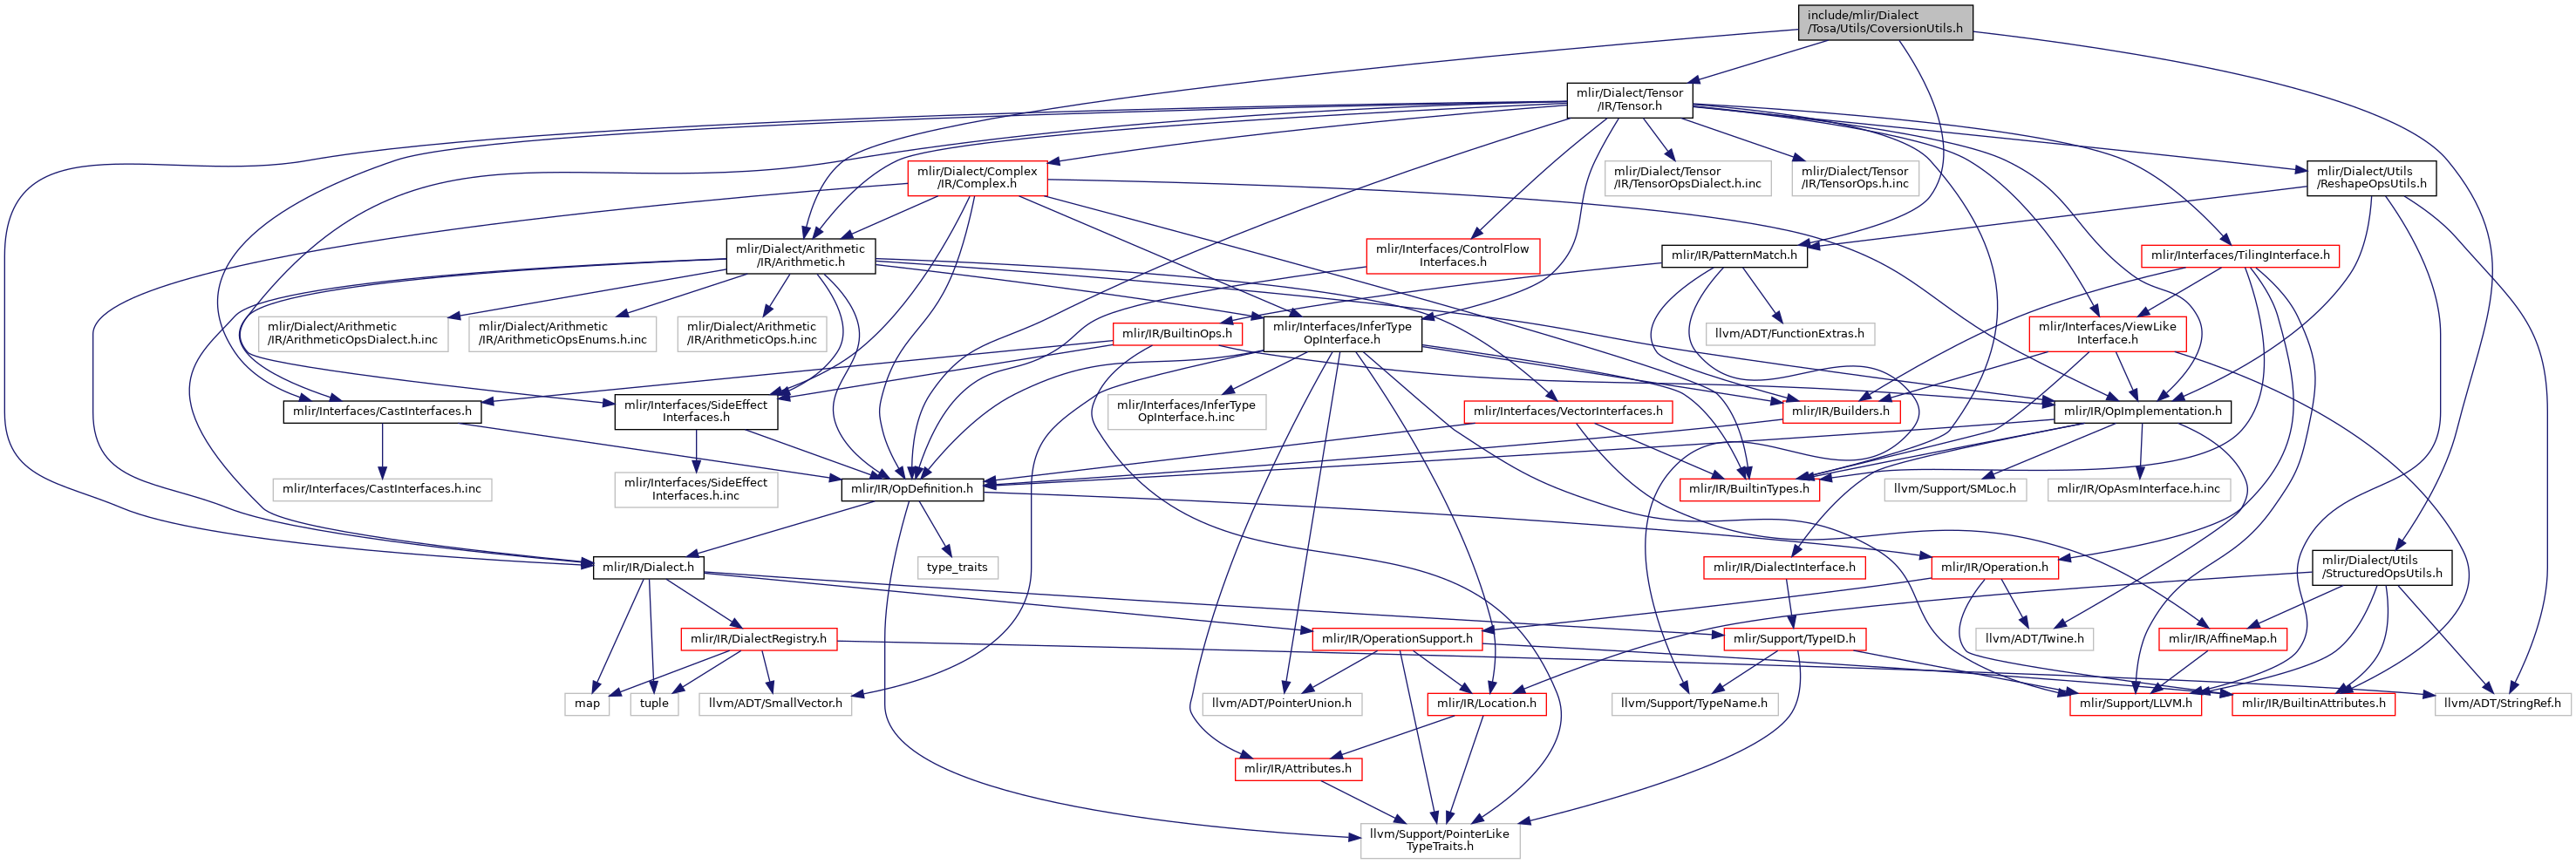 include/mlir/Dialect
/Tosa/Utils/CoversionUtils.h
mlir/Dialect/Tensor
/IR/Tensor.h
mlir/Dialect/Complex
/IR/Complex.h
mlir/Dialect/Tensor
/IR/TensorOpsDialect.h.inc
mlir/Dialect/Tensor
/IR/TensorOps.h.inc
mlir/Dialect/Utils
/ReshapeOpsUtils.h
mlir/Dialect/Arithmetic
/IR/Arithmetic.h
mlir/Interfaces/ControlFlow
Interfaces.h
mlir/IR/PatternMatch.h
mlir/Interfaces/TilingInterface.h
mlir/Dialect/Arithmetic
/IR/ArithmeticOpsDialect.h.inc
mlir/Dialect/Arithmetic
/IR/ArithmeticOpsEnums.h.inc
mlir/Dialect/Arithmetic
/IR/ArithmeticOps.h.inc
mlir/IR/BuiltinOps.h
mlir/Interfaces/InferType
OpInterface.h
llvm/ADT/FunctionExtras.h
mlir/Interfaces/ViewLike
Interface.h
mlir/Interfaces/CastInterfaces.h
mlir/Interfaces/SideEffect
Interfaces.h
mlir/Interfaces/InferType
OpInterface.h.inc
mlir/Interfaces/VectorInterfaces.h
mlir/IR/Builders.h
mlir/IR/OpImplementation.h
mlir/Interfaces/CastInterfaces.h.inc
mlir/Interfaces/SideEffect
Interfaces.h.inc
mlir/IR/OpDefinition.h
mlir/IR/BuiltinTypes.h
llvm/Support/SMLoc.h
mlir/IR/OpAsmInterface.h.inc
mlir/IR/Dialect.h
type_traits
mlir/IR/DialectInterface.h
mlir/IR/Operation.h
mlir/Dialect/Utils
/StructuredOpsUtils.h
mlir/IR/DialectRegistry.h
mlir/IR/OperationSupport.h
mlir/Support/TypeID.h
llvm/ADT/Twine.h
mlir/IR/AffineMap.h
map
tuple
llvm/ADT/SmallVector.h
llvm/ADT/PointerUnion.h
mlir/IR/Location.h
llvm/Support/TypeName.h
mlir/Support/LLVM.h
mlir/IR/BuiltinAttributes.h
llvm/ADT/StringRef.h
mlir/IR/Attributes.h
llvm/Support/PointerLike
TypeTraits.h